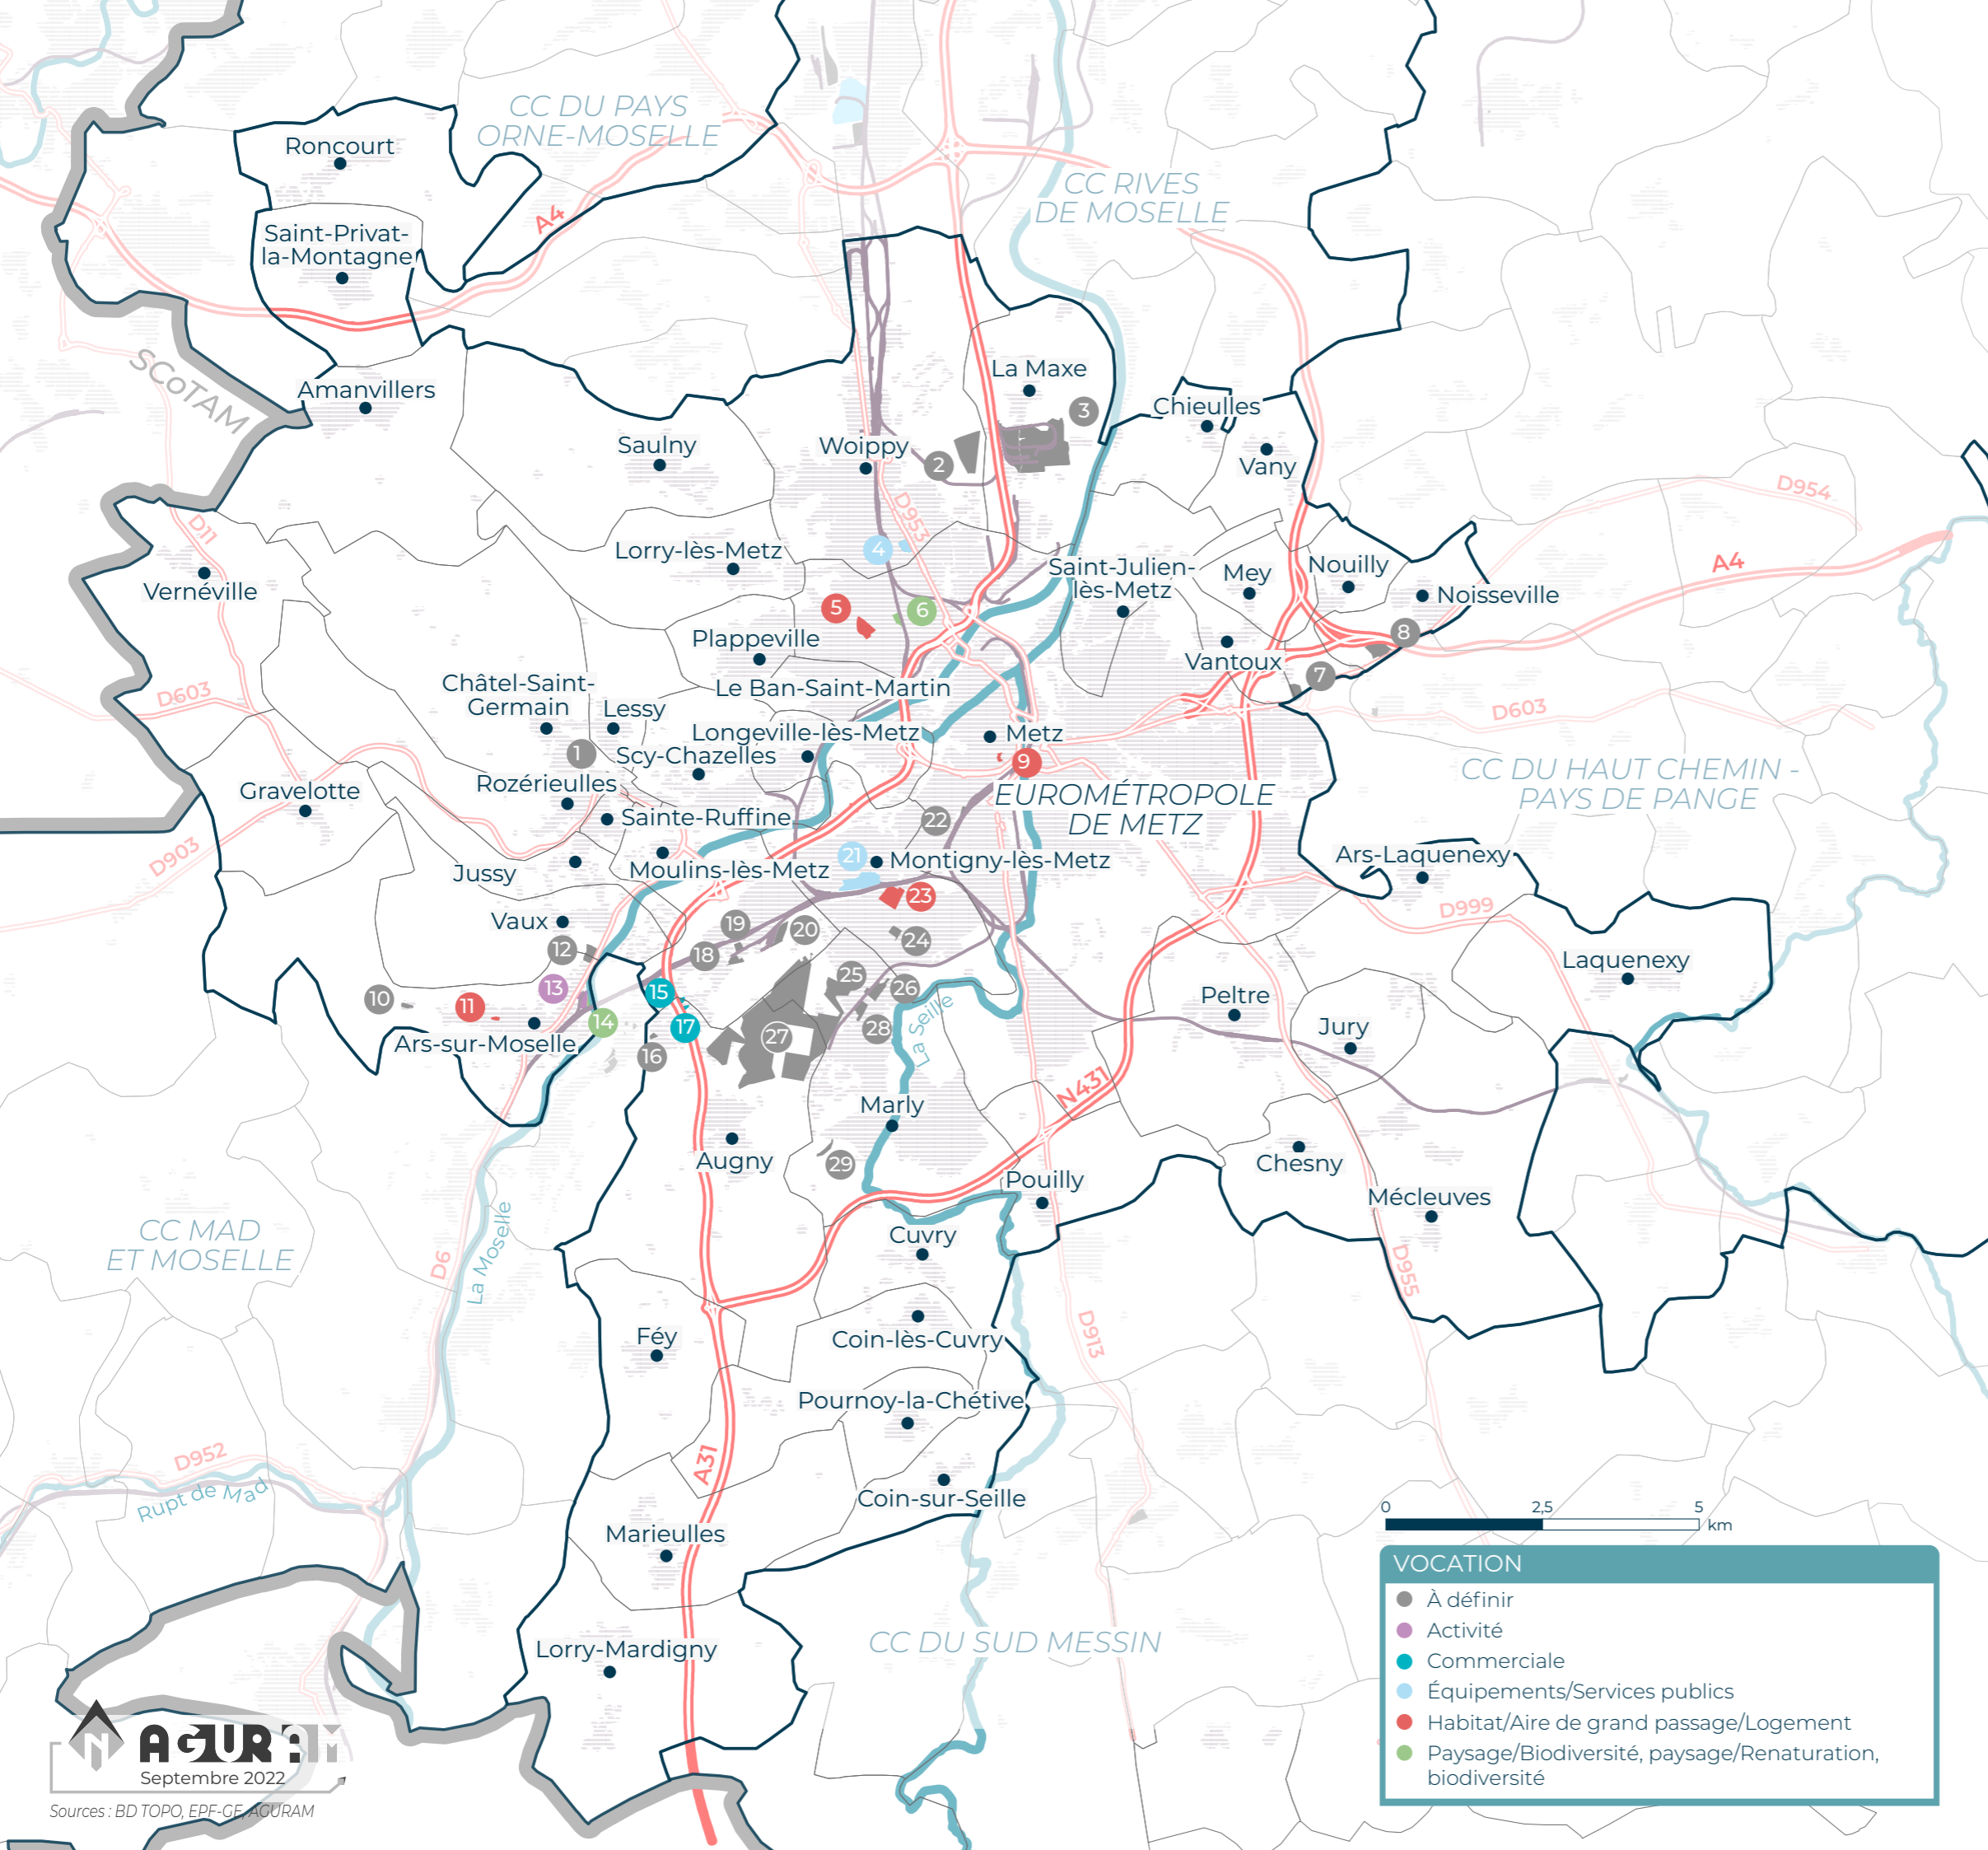 CC DU PAYS
ORNE-MOSELLE
Roncourt
Saint-Privat-
la-Montagne
A4
CC RIVES
DE MOSELLE
SCoTAM
Amanvillers
La Maxe
3
Chieulles
Saulny
Woippy
2
Vany
D954
D11
D953
Vernéville
Lorry-lès-Metz
4
Saint-Julien-
lès-Metz
Mey
Nouilly
Noisseville
A4
5
6
Plappeville
8
Vantoux
7
D603
Châtel-Saint-
Germain
Lessy
Le Ban-Saint-Martin
D603
Longeville-lès-Metz
Metz
1
Scy-Chazelles
9
Rozérieulles
Gravelotte
EUROMÉTROPOLE
DE METZ
CC DU HAUT CHEMIN -
PAYS DE PANGE
Sainte-Ruffine
22
D903
Jussy
Moulins-lès-Metz
21
Montigny-lès-Metz
Ars-Laquenexy
23
D999
Vaux
12
19
20
24
18
Laquenexy
10
11
13
15
25
26
La Seille
Peltre
14
17
27
28
Jury
Ars-sur-Moselle
16
N431
Marly
Augny
29
Chesny
Pouilly
Mécleuves
CC MAD
ET MOSELLE
D6
La Moselle
Cuvry
D955
Féy
Coin-lès-Cuvry
D913
Pournoy-la-Chétive
A31
D952
Rupt de Mad
Coin-sur-Seille
Marieulles
Lorry-Mardigny
CC DU SUD MESSIN
0 2,5 5
km
VOCATION
À définir
Activité
Commerciale
Équipements/Services publics
Habitat/Aire de grand passage/Logement
Paysage/Biodiversité, paysage/Renaturation,
biodiversité
N
AGURAM
Septembre 2022
Sources : BD TOPO, EPF-GE, AGURAM